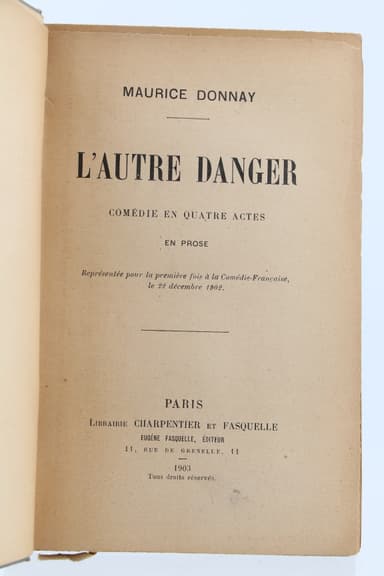 MAURICE DONNAY
L'AUTRE DANGER
COMÉDIE EN QUATRE ACTES
EN PROSE
Représentée pour la première fois à la Comédie-Française,
le 22 décembre 1902.
PARIS
LIBRAIRIE CHARPENTIER ET FASQUELLE
EUGÈNE FASQUELLE, ÉDITEUR
11, RUE DE GRENELLE, 11
1903
Tous droits réservés.